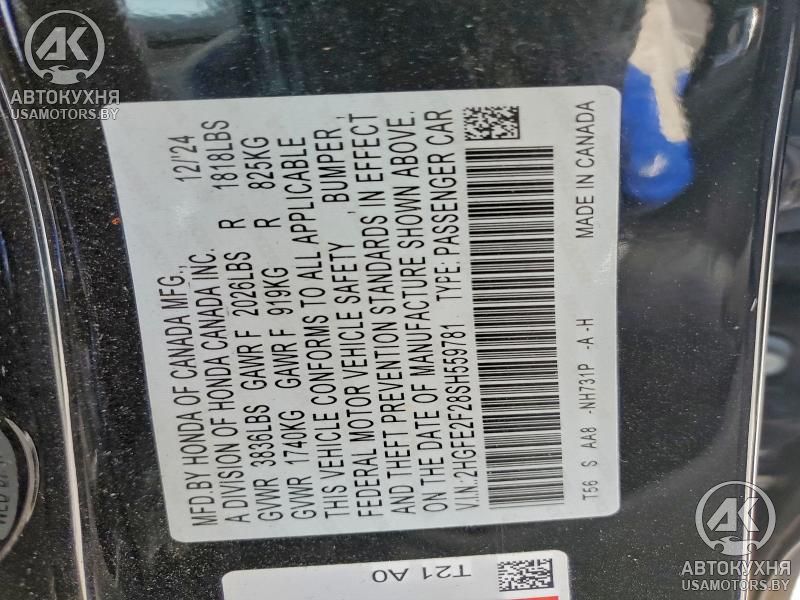 AK
АВТОКУХНЯ
USAMOTORS.BY
MFD.BY HONDA OF CANADA MFG., 12/'24
A DIVISION OF HONDA CANADA INC.
GVWR 3836LBS GAWR F 2026LBS R 1818LBS
GVWR 1740KG GAWR F 919KG R 825KG
THIS VEHICLE CONFORMS TO ALL APPLICABLE
FEDERAL MOTOR VEHICLE SAFETY , BUMPER ,
AND THEFT PREVENTION STANDARDS IN EFFECT
ON THE DATE OF MANUFACTURE SHOWN ABOVE.
V.I.N: 2HGFE2F28SH559781 TYPE: PASSENGER CAR
T56 S AA8 -NH731P -A -H MADE IN CANADA
T21 A0
AK
АВТОКУХНЯ
USAMOTORS.BY